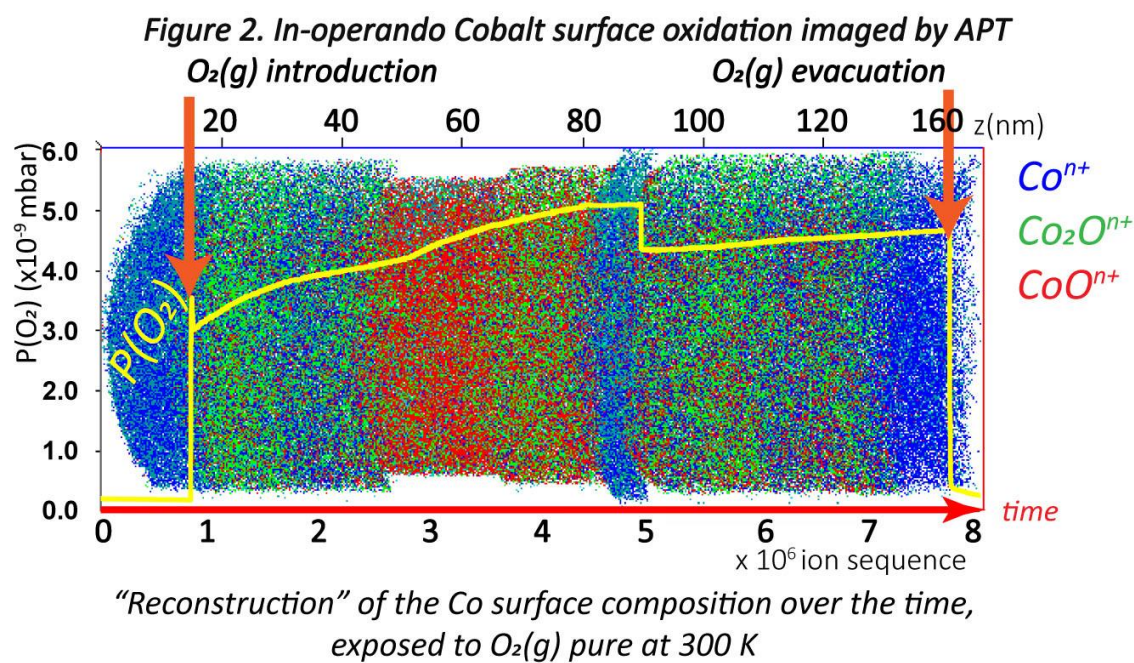 Figure 2. In-operando Cobalt surface oxidation imaged by APT
O₂(g) introduction O₂(g) evacuation
20 40 60 80 100 120 160 z(nm)
6.0
5.0
4.0
3.0
2.0
1.0
0.0
P(O₂) (x10⁻⁹ mbar)
P(O₂)
Coⁿ⁺
Co₂Oⁿ⁺
CoOⁿ⁺
time
0 1 2 3 4 5 6 7 8
x 10⁶ ion sequence
“Reconstruction” of the Co surface composition over the time,
exposed to O₂(g) pure at 300 K